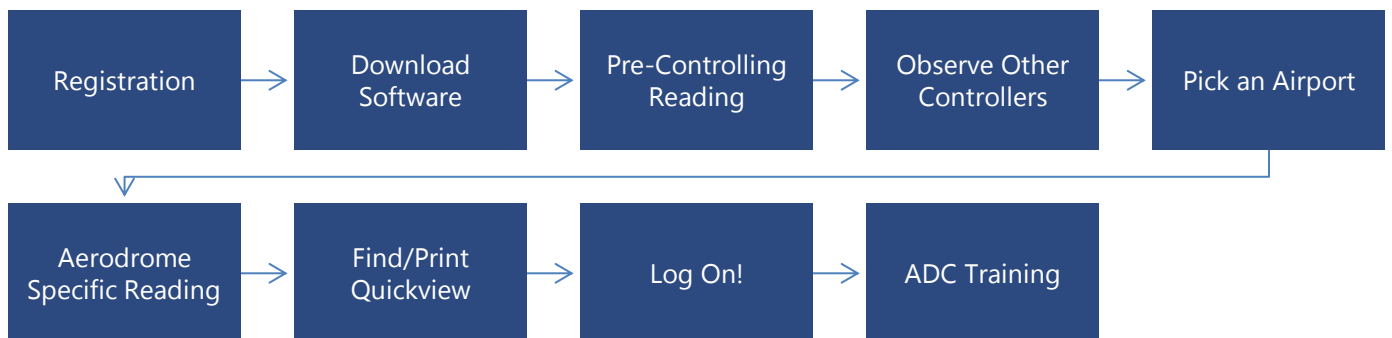 Registration
Download
Software
Pre-Controlling
Reading
Observe Other
Controllers
Pick an Airport
Aerodrome
Specific Reading
Find/Print
Quickview
Log On!
ADC Training